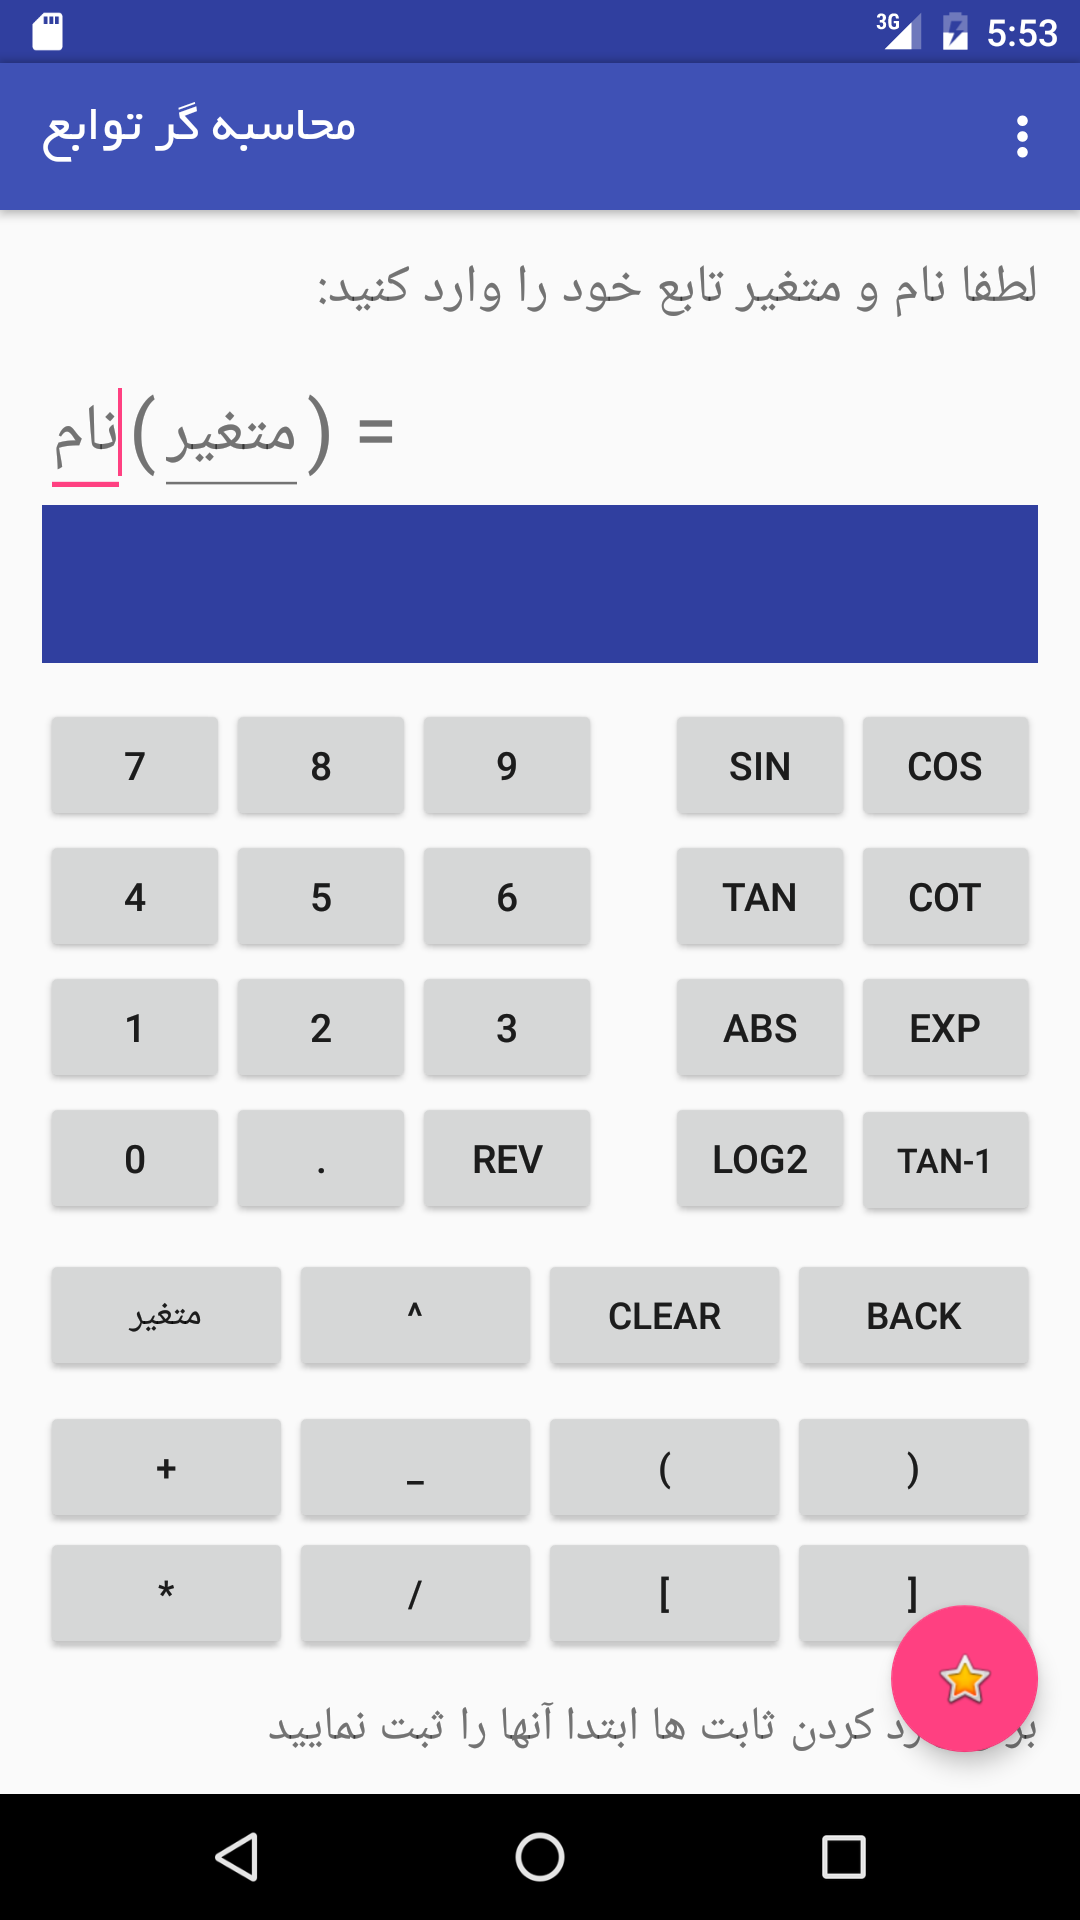 3G 5:53
محاسبه گر توابع
لطفا نام و متغیر تابع خود را وارد کنید:
نام(متغیر) =
7 8 9 SIN COS
4 5 6 TAN COT
1 2 3 ABS EXP
0 . REV LOG2 TAN-1
متغیر ^ CLEAR BACK
+ _ ( )
* / [ ]
کردن ثابت ها ابتدا آنها را ثبت نمایید